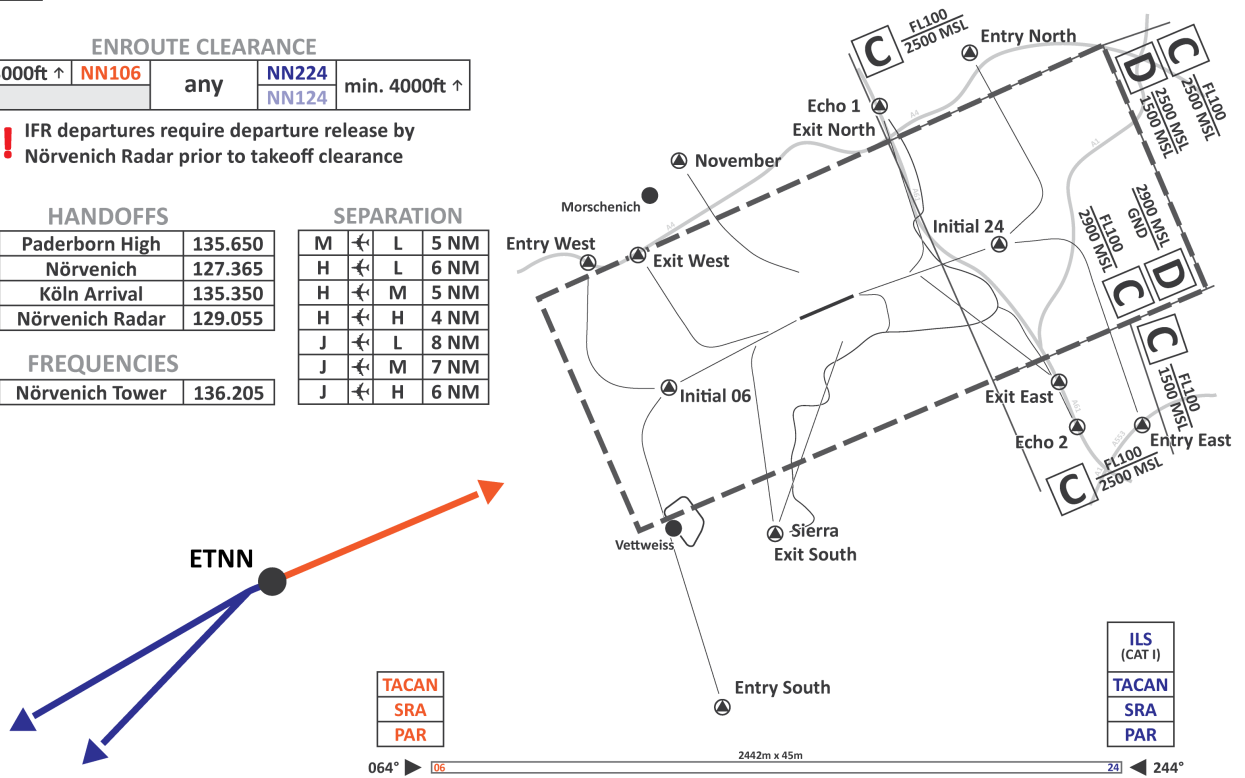 ENROUTE CLEARANCE
000ft ↑ NN106 any NN224 min. 4000ft ↑
NN124
! IFR departures require departure release by
Nörvenich Radar prior to takeoff clearance
HANDOFFS
Paderborn High 135.650
Nörvenich 127.365
Köln Arrival 135.350
Nörvenich Radar 129.055
FREQUENCIES
Nörvenich Tower 136.205
SEPARATION
M L 5 NM
H L 6 NM
H M 5 NM
H H 4 NM
J L 8 NM
J M 7 NM
J H 6 NM
C FL100
2500 MSL
Entry North
C FL100
2500 MSL
D 2500 MSL
1500 MSL
Echo 1
Exit North
A4
A1
November
Morschenich
A4
Entry West
Exit West
Initial 24
2900 MSL
GND
D
FL100
2900 MSL
C
C
FL100
1500 MSL
Initial 06
Exit East
A61
Echo 2
A553
Entry East
C FL100
2500 MSL
Vettweiss
Sierra
Exit South
Entry South
ETNN
TACAN
SRA
PAR
ILS
(CAT I)
TACAN
SRA
PAR
2442m x 45m
064° 06 24 244°